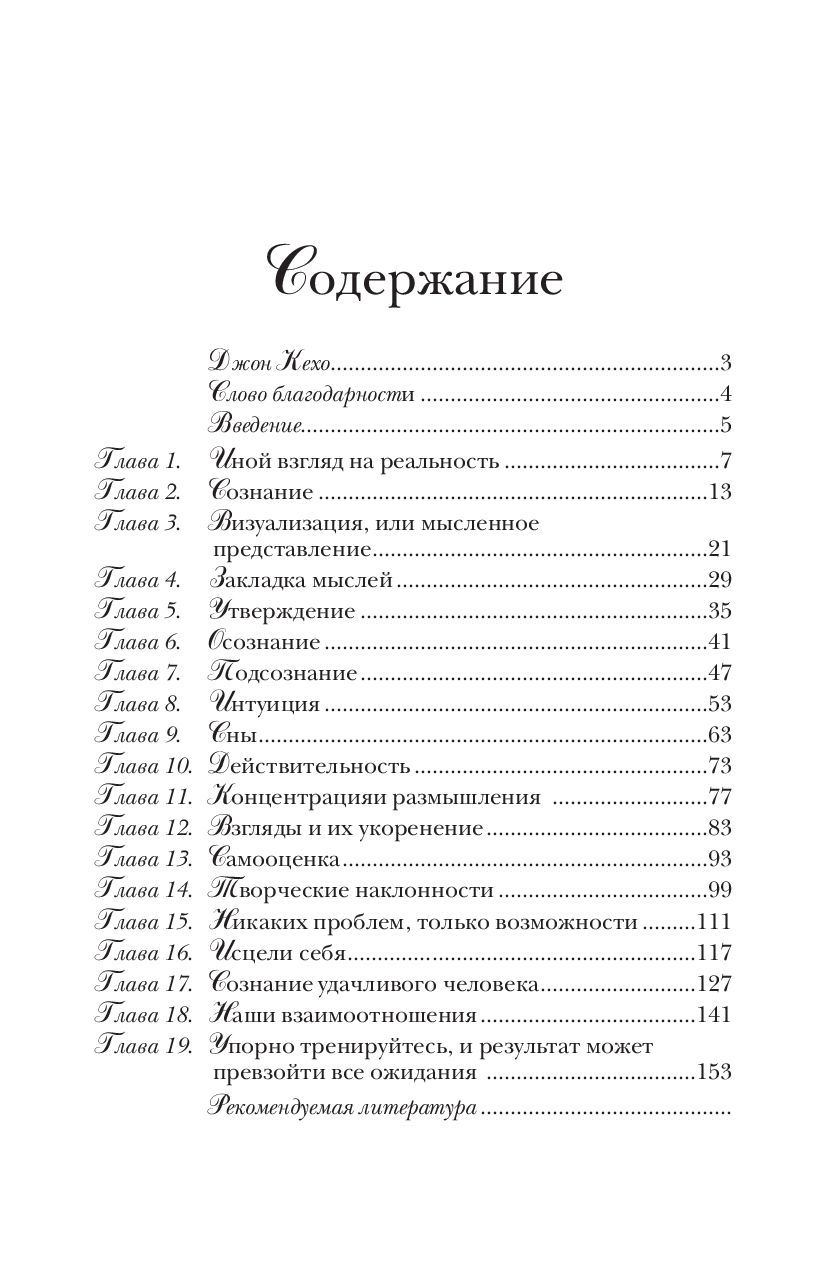 Содержание
Джон Кехо.................................................................3
Слово благодарности .............................................4
Введение......................................................................5
Глава 1. Иной взгляд на реальность ....................................7
Глава 2. Сознание .................................................................13
Глава 3. Визуализация, или мысленное
представление........................................................21
Глава 4. Закладка мыслей ....................................................29
Глава 5. Утверждение ..........................................................35
Глава 6. Осознание ................................................................41
Глава 7. Подсознание ..........................................................47
Глава 8. Интуиция ................................................................53
Глава 9. Сны...........................................................................63
Глава 10. Действительность .................................................73
Глава 11. Концентрацияи размышления ..........................77
Глава 12. Взгляды и их укоренение.....................................83
Глава 13. Самооценка.............................................................93
Глава 14. Творческие наклонности ...................................99
Глава 15. Никаких проблем, только возможности .........111
Глава 16. Исцели себя..........................................................117
Глава 17. Сознание удачливого человека..........................127
Глава 18. Наши взаимоотношения....................................141
Глава 19. Упорно тренируйтесь, и результат может
превзойти все ожидания ...................................153
Рекомендуемая литература ..........................................